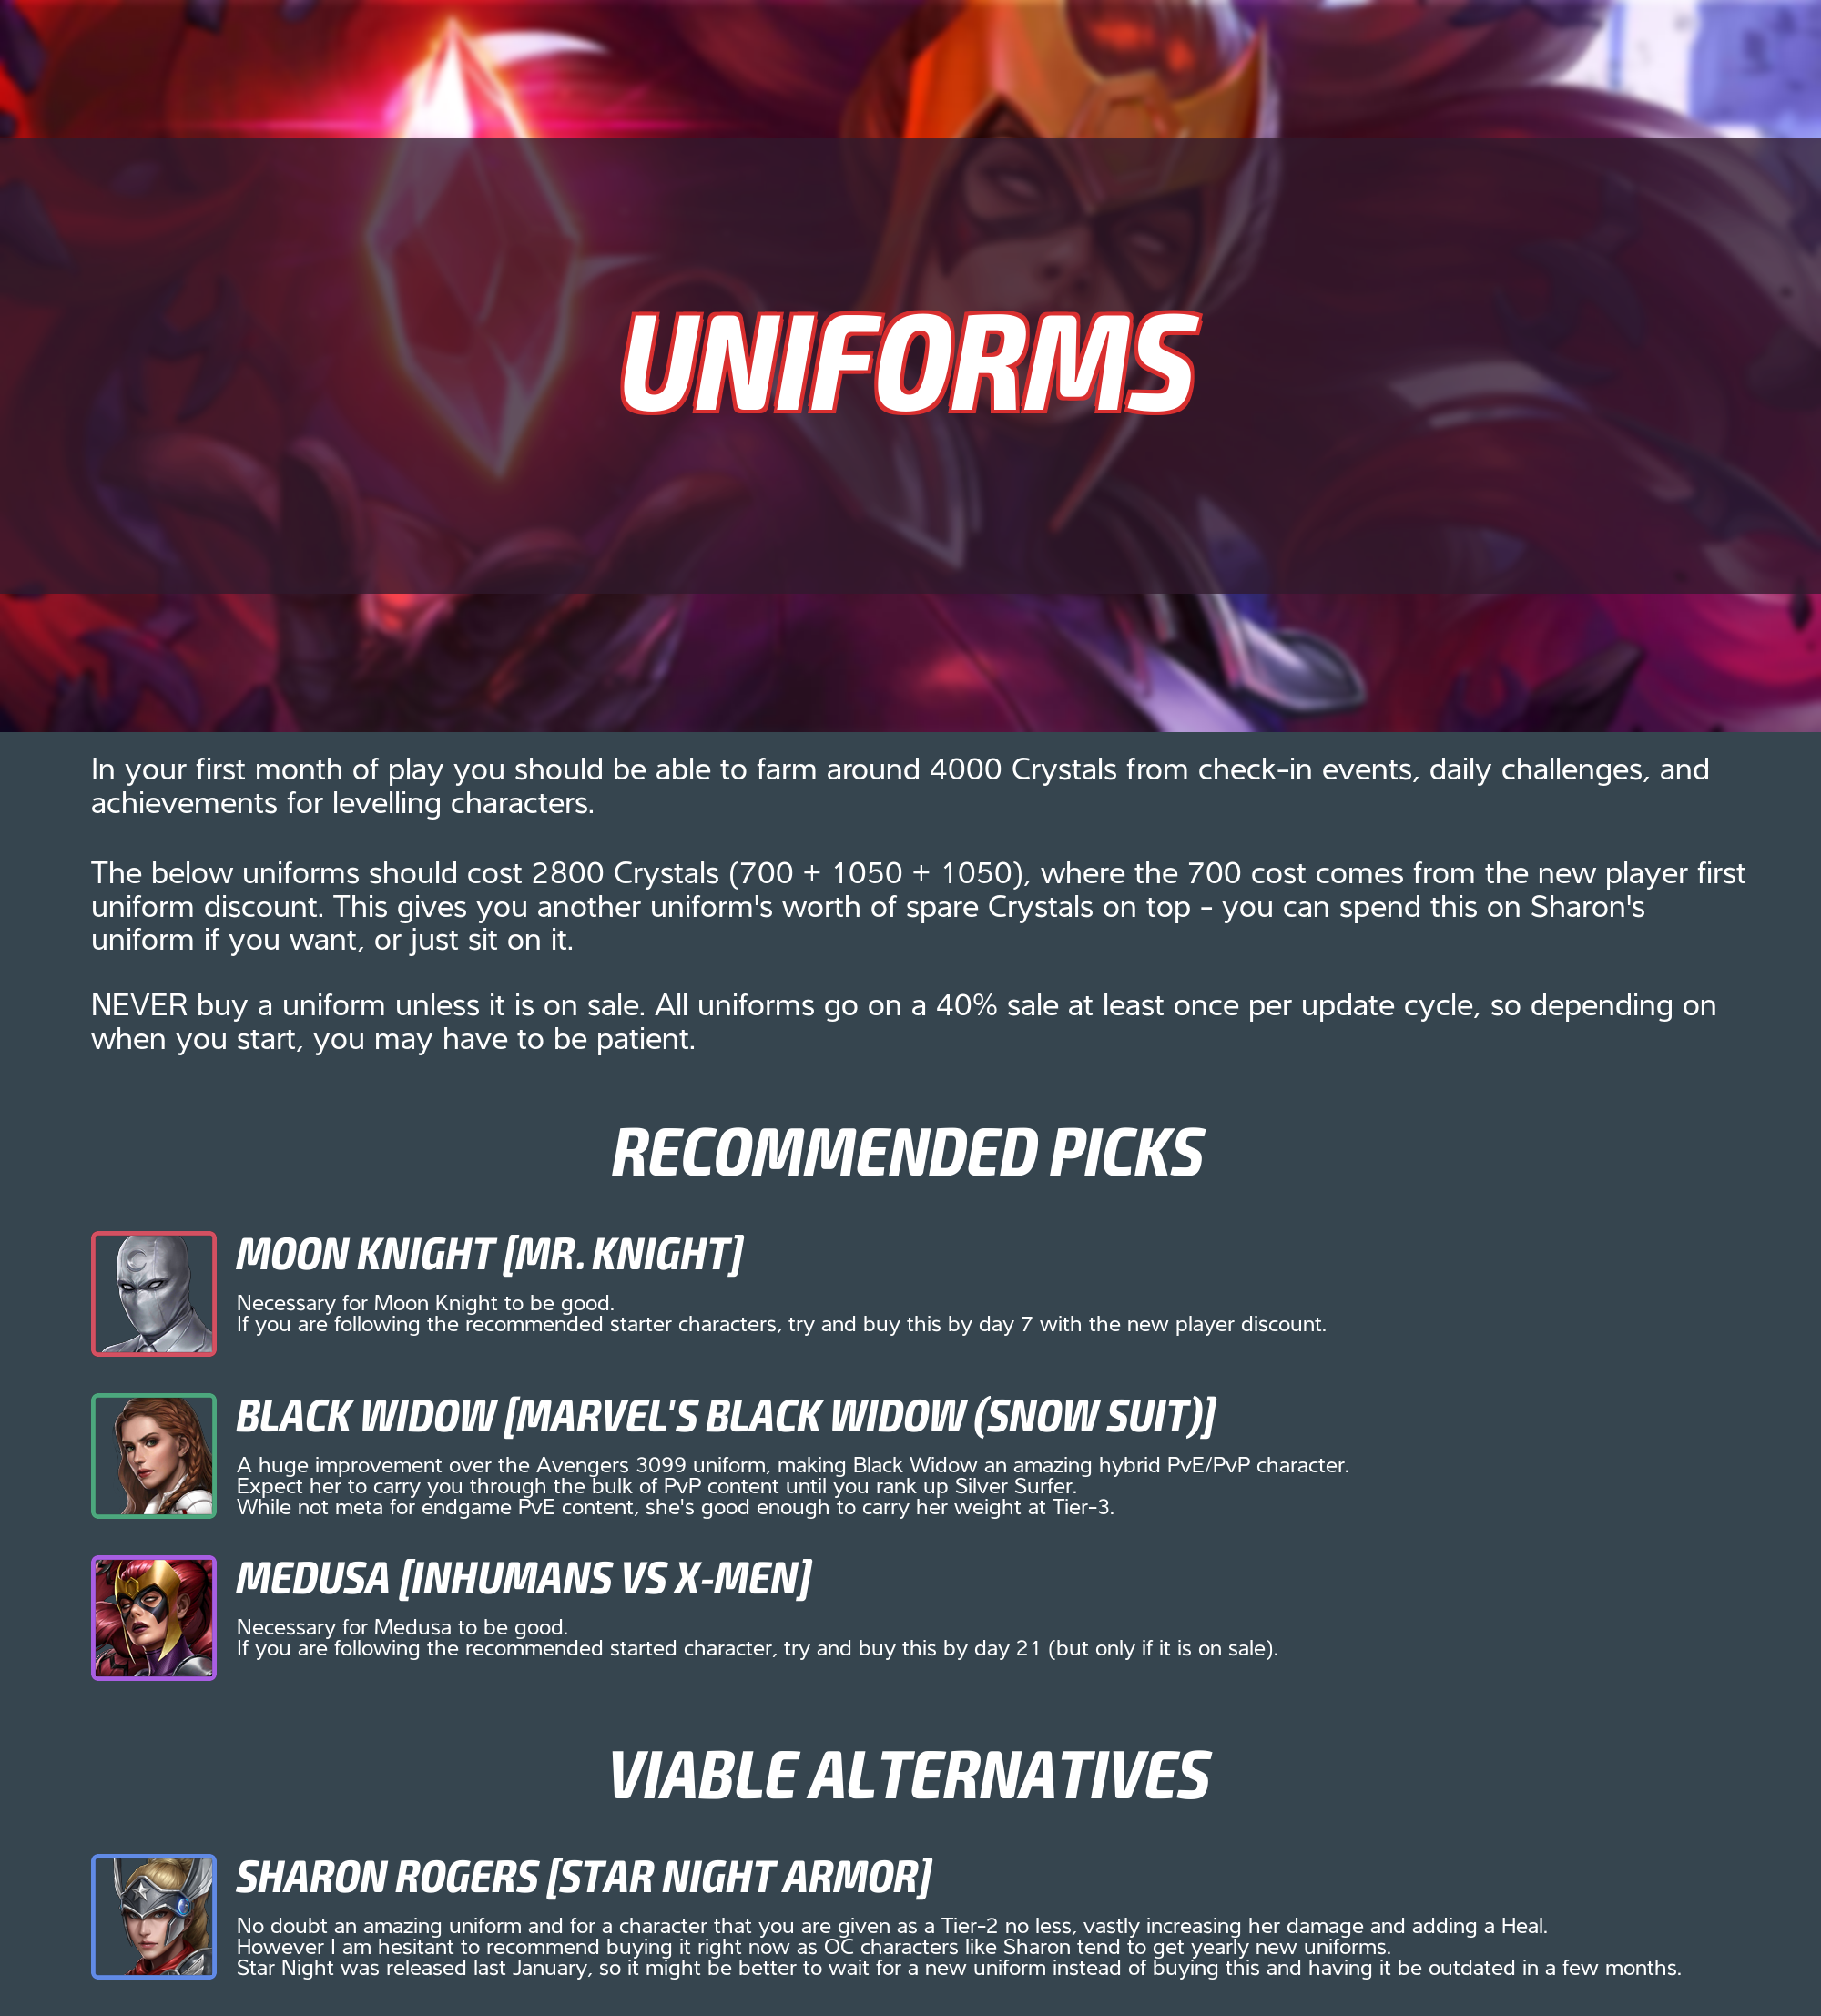 UNIFORMS
In your first month of play you should be able to farm around 4000 Crystals from check-in events, daily challenges, and
achievements for levelling characters.
The below uniforms should cost 2800 Crystals (700 + 1050 + 1050), where the 700 cost comes from the new player first
uniform discount. This gives you another uniform's worth of spare Crystals on top - you can spend this on Sharon's
uniform if you want, or just sit on it.
NEVER buy a uniform unless it is on sale. All uniforms go on a 40% sale at least once per update cycle, so depending on
when you start, you may have to be patient.
RECOMMENDED PICKS
MOON KNIGHT [MR. KNIGHT]
Necessary for Moon Knight to be good.
If you are following the recommended starter characters, try and buy this by day 7 with the new player discount.
BLACK WIDOW [MARVEL'S BLACK WIDOW (SNOW SUIT)]
A huge improvement over the Avengers 3099 uniform, making Black Widow an amazing hybrid PvE/PvP character.
Expect her to carry you through the bulk of PvP content until you rank up Silver Surfer.
While not meta for endgame PvE content, she's good enough to carry her weight at Tier-3.
MEDUSA [INHUMANS VS X-MEN]
Necessary for Medusa to be good.
If you are following the recommended started character, try and buy this by day 21 (but only if it is on sale).
VIABLE ALTERNATIVES
SHARON ROGERS [STAR NIGHT ARMOR]
No doubt an amazing uniform and for a character that you are given as a Tier-2 no less, vastly increasing her damage and adding a Heal.
However I am hesitant to recommend buying it right now as OC characters like Sharon tend to get yearly new uniforms.
Star Night was released last January, so it might be better to wait for a new uniform instead of buying this and having it be outdated in a few months.